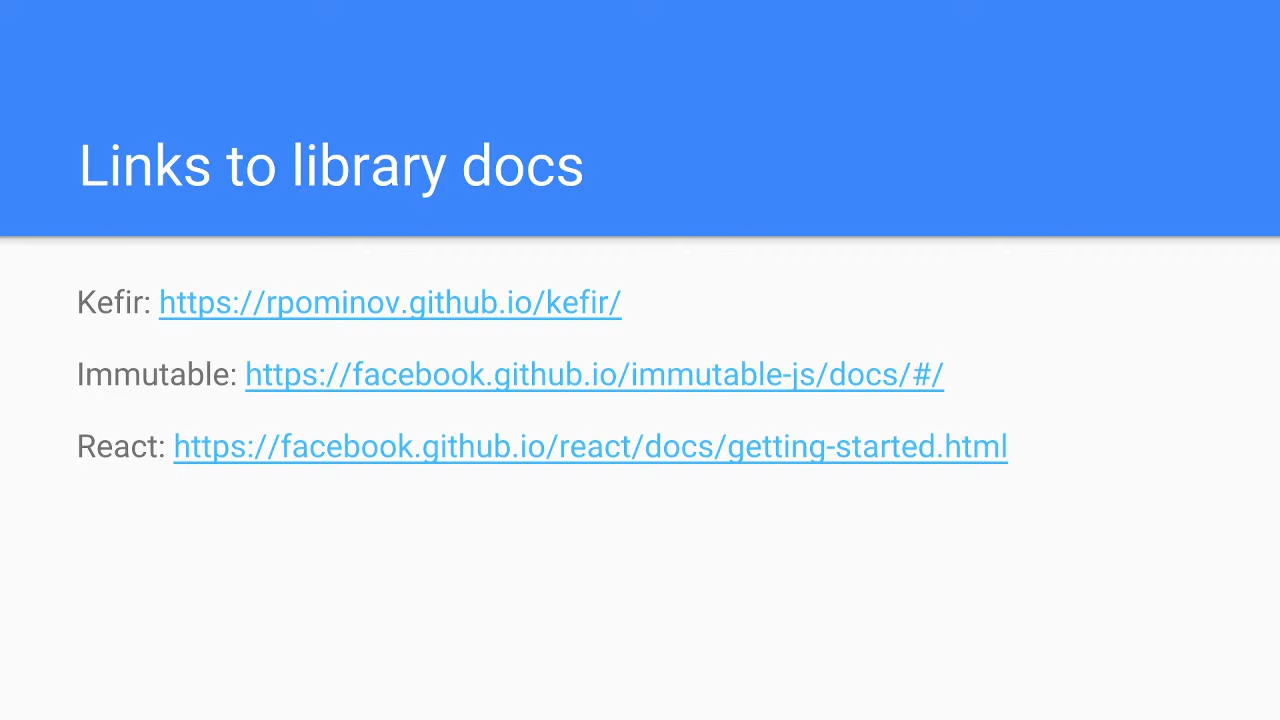 Links to library docs
Kefir: https://rpominov.github.io/kefir/
Immutable: https://facebook.github.io/immutable-js/docs/#/
React: https://facebook.github.io/react/docs/getting-started.html